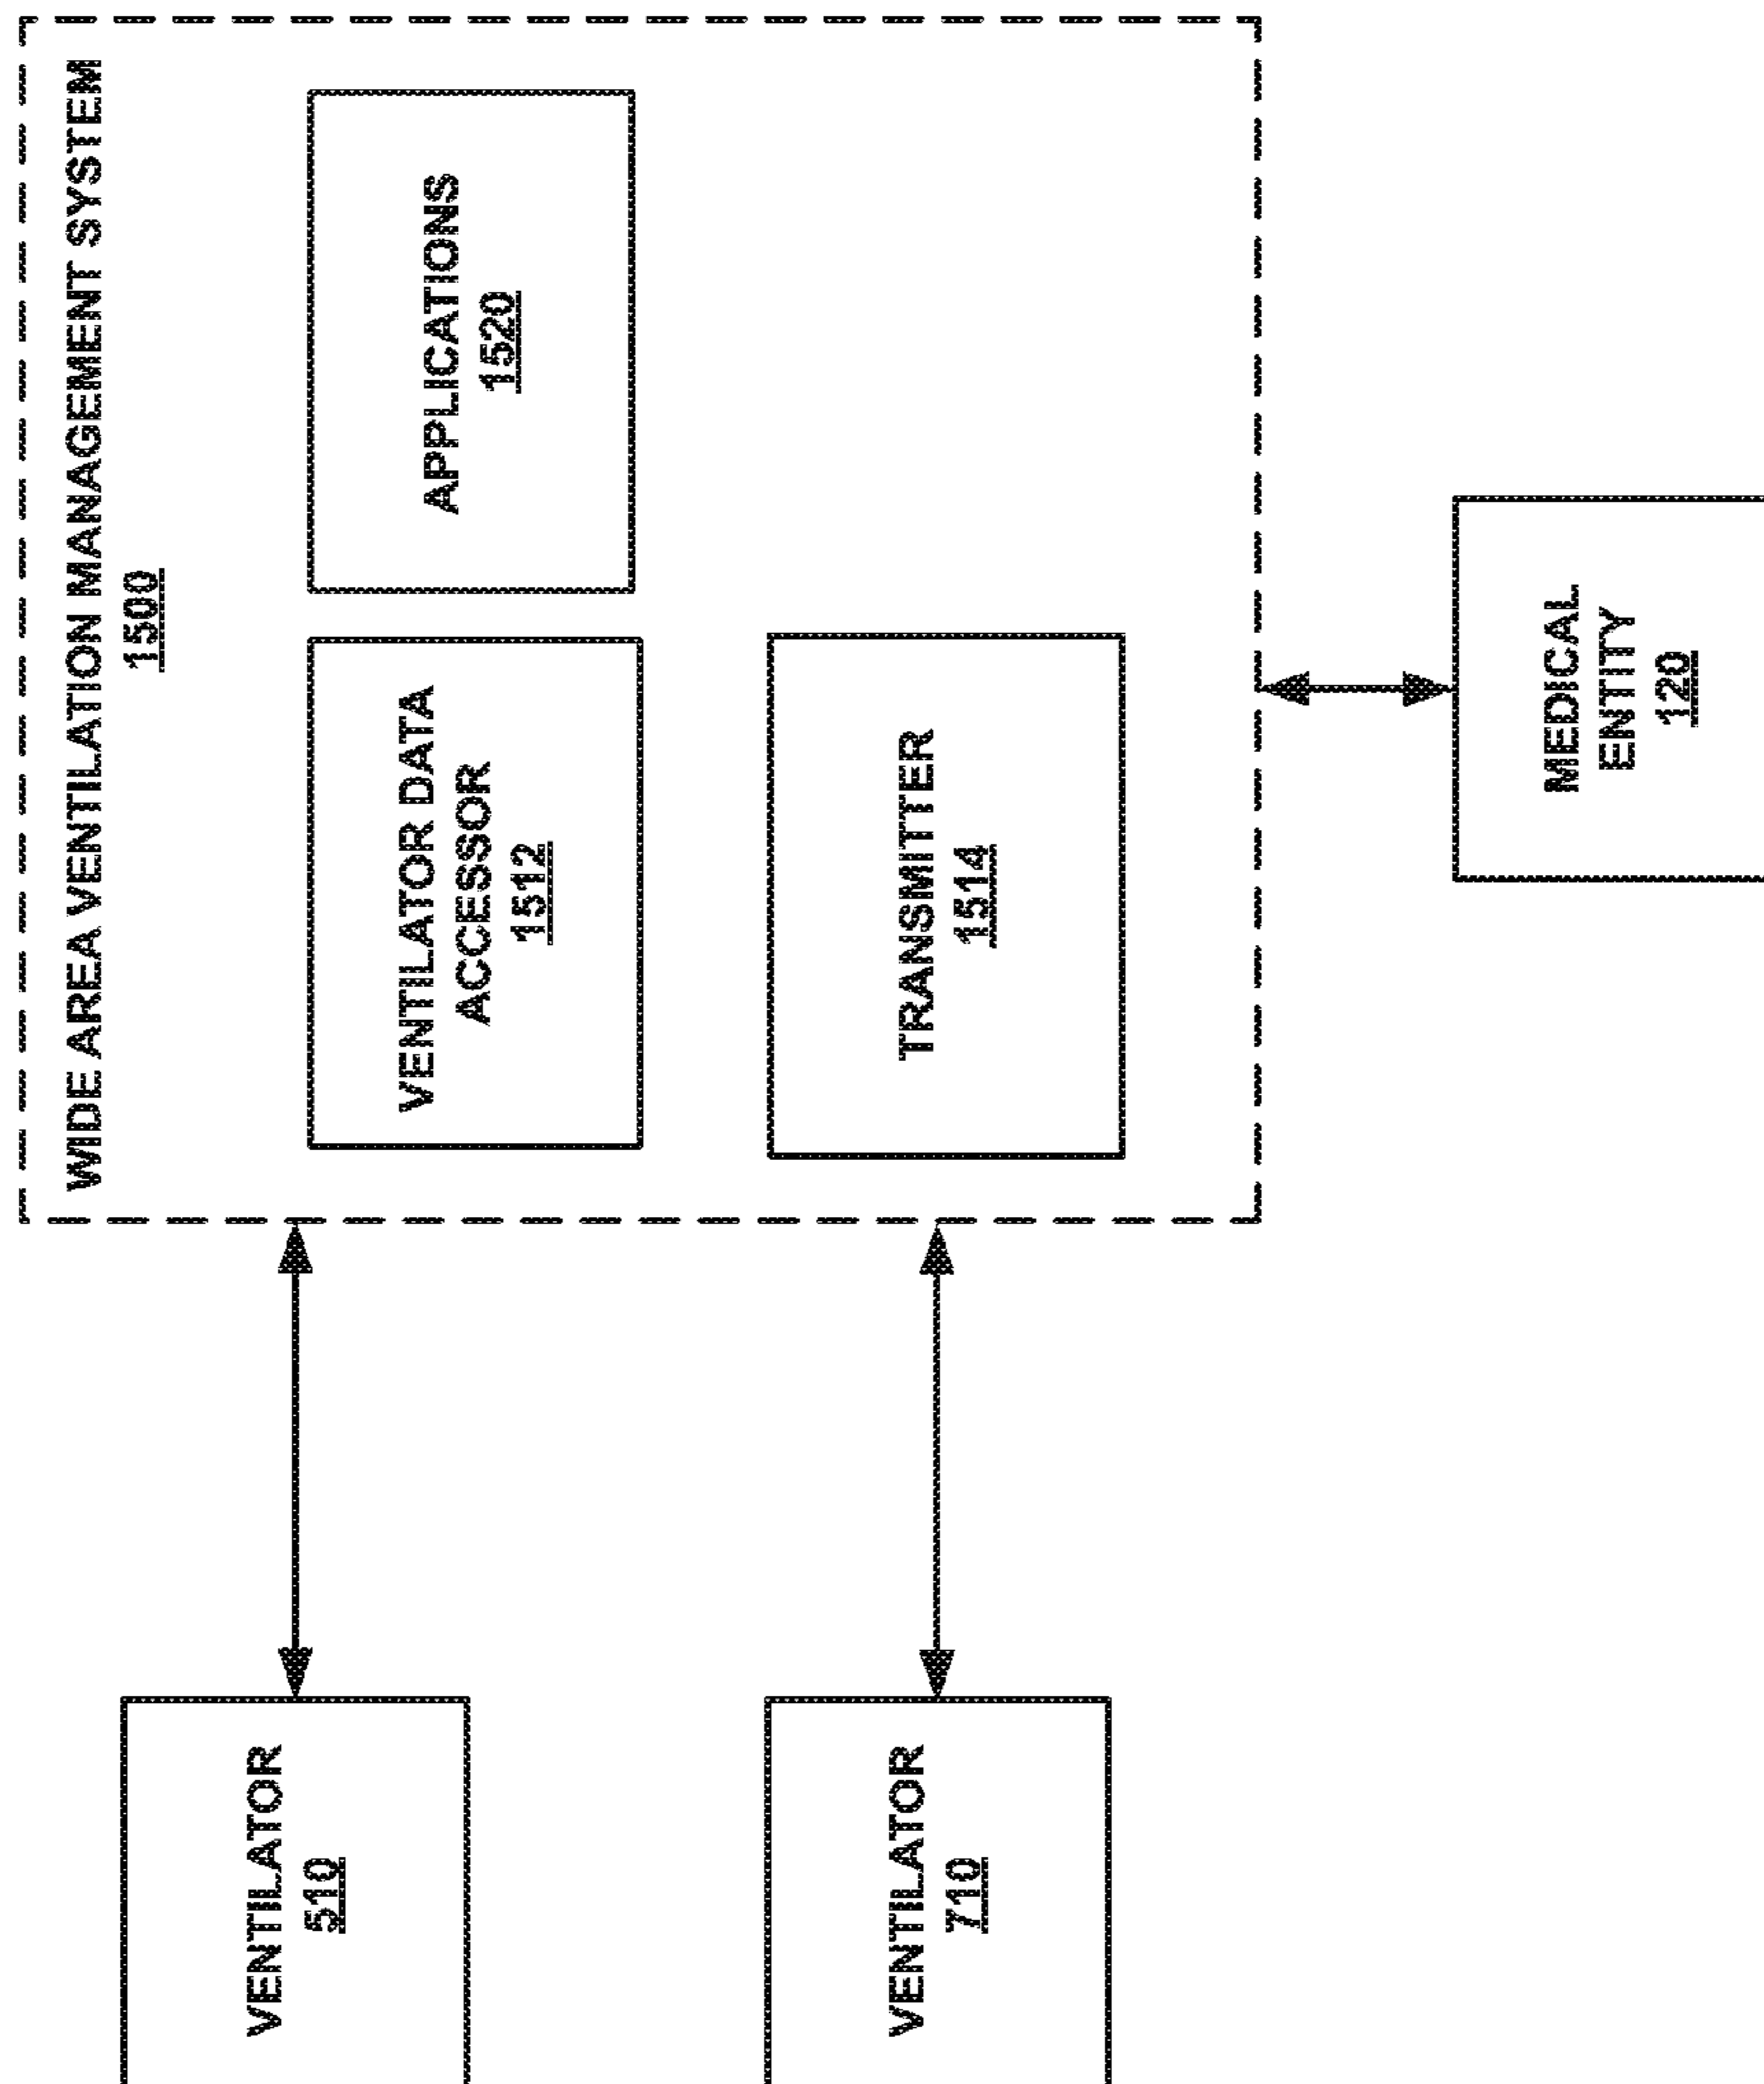 WIDE AREA VENTILATION MANAGEMENT SYSTEM
1500
VENTILATOR
510
VENTILATOR DATA
ACCESSOR
1512
APPLICATIONS
1520
VENTILATOR
710
TRANSMITTER
1514
MEDICAL
ENTITY
120